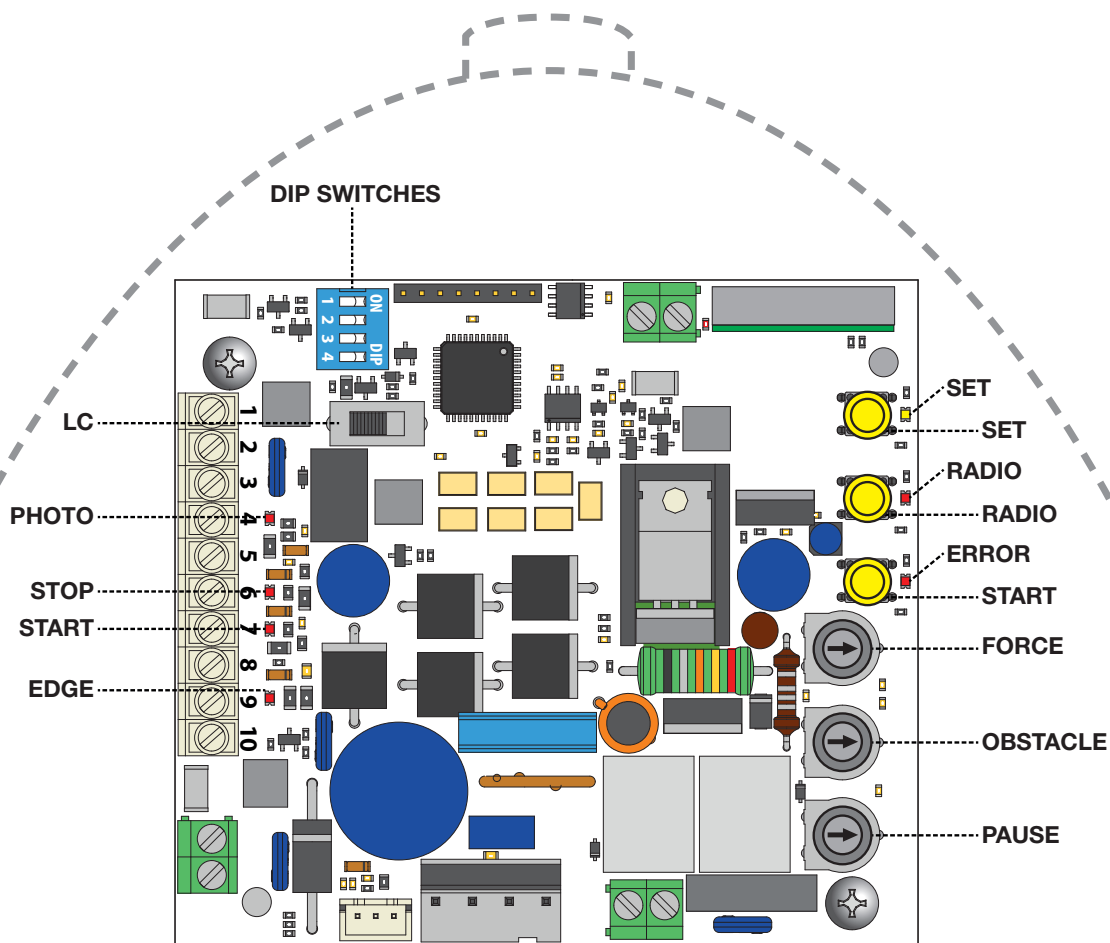 DIP SWITCHES
ON
DIP
1
2
3
4
LC
PHOTO
STOP
START
EDGE
1
2
3
4
5
6
7
8
9
10
SET
SET
RADIO
RADIO
ERROR
START
FORCE
OBSTACLE
PAUSE